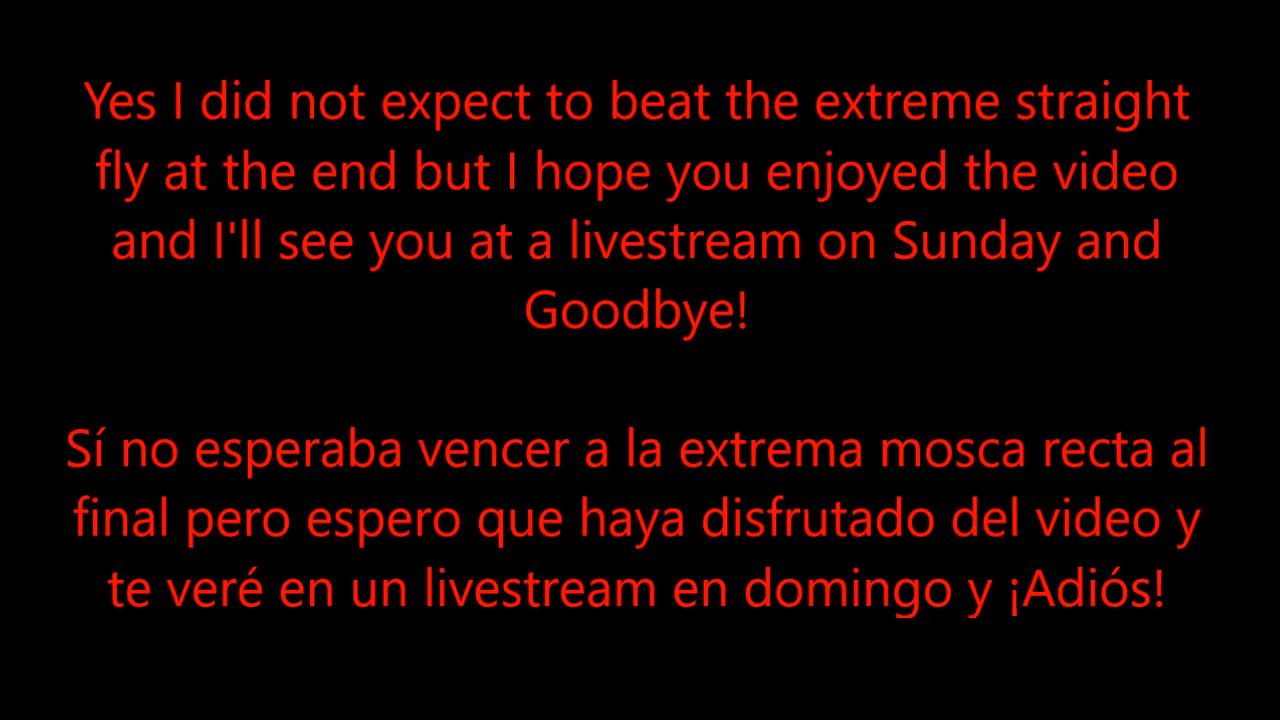 Yes I did not expect to beat the extreme straight
fly at the end but I hope you enjoyed the video
and I'll see you at a livestream on Sunday and
Goodbye!
Sí no esperaba vencer a la extrema mosca recta al
final pero espero que haya disfrutado del video y
te veré en un livestream en domingo y ¡Adiós!